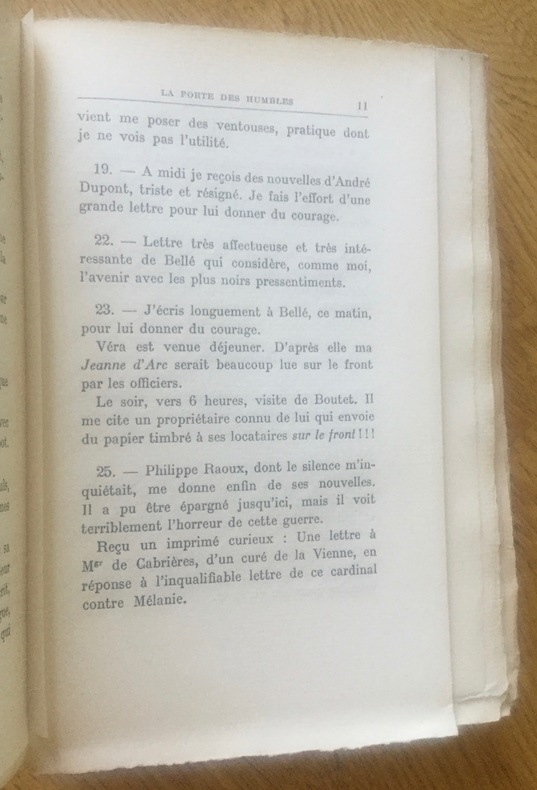 LA PORTE DES HUMBLES 11
vient me poser des ventouses, pratique dont
je ne vois pas l'utilité.
19. — A midi je reçois des nouvelles d'André
Dupont, triste et résigné. Je fais l'effort d'une
grande lettre pour lui donner du courage.
22. — Lettre très affectueuse et très inté-
ressante de Bellé qui considère, comme moi,
l'avenir avec les plus noirs pressentiments.
23. — J'écris longuement à Bellé, ce matin,
pour lui donner du courage.
Véra est venue déjeuner. D'après elle ma
Jeanne d'Arc serait beaucoup lue sur le front
par les officiers.
Le soir, vers 6 heures, visite de Boutet. Il
me cite un propriétaire connu de lui qui envoie
du papier timbré à ses locataires sur le front!!!
25. — Philippe Raoux, dont le silence m'in-
quiétait, me donne enfin de ses nouvelles.
Il a pu être épargné jusqu'ici, mais il voit
terriblement l'horreur de cette guerre.
Reçu un imprimé curieux : Une lettre à
Mgr de Cabrières, d'un curé de la Vienne, en
réponse à l'inqualifiable lettre de ce cardinal
contre Mélanie.